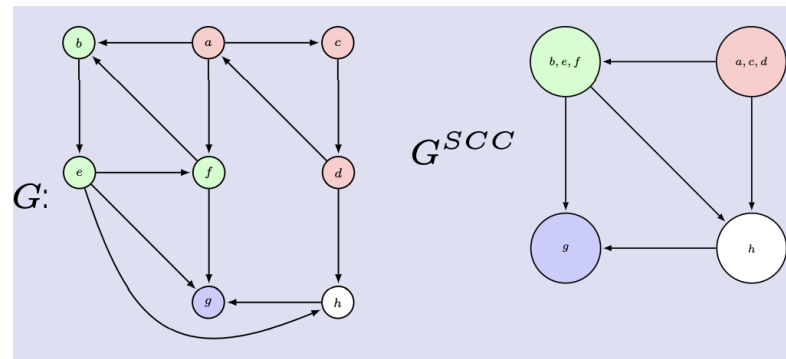 b a c
b, e, f a, c, d
G^{SCC}
e f d
G:
g h
g h